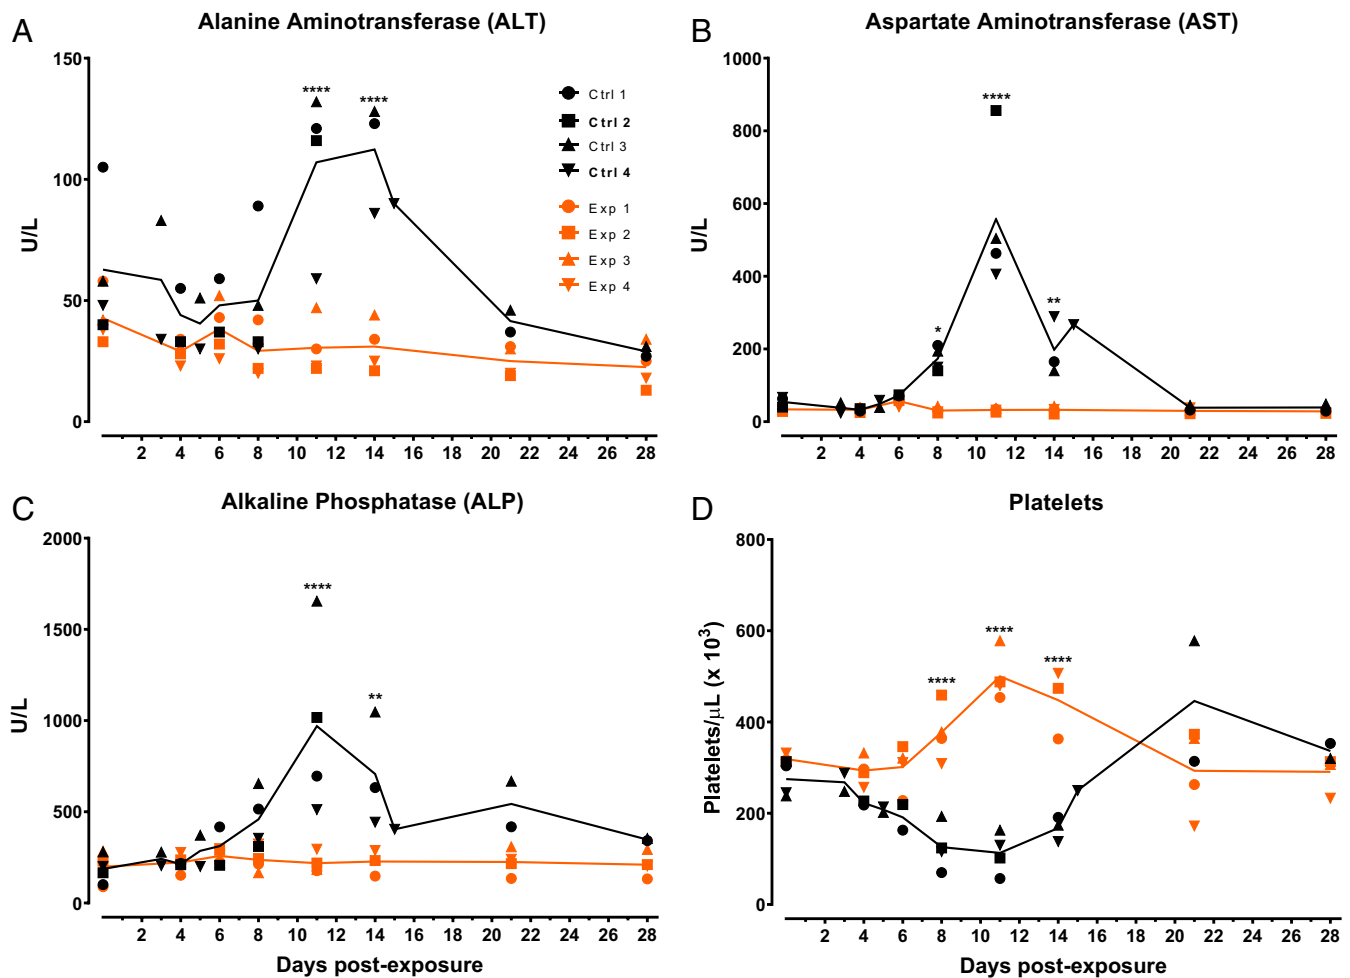 A
Alanine Aminotransferase (ALT)
150
100
50
0
U/L
**** ****
Ctrl 1
Ctrl 2
Ctrl 3
Ctrl 4
Exp 1
Exp 2
Exp 3
Exp 4
2 4 6 8 10 12 14 16 18 20 22 24 26 28
B
Aspartate Aminotransferase (AST)
1000
800
600
400
200
0
U/L
* **** **
2 4 6 8 10 12 14 16 18 20 22 24 26 28
C
Alkaline Phosphatase (ALP)
2000
1500
1000
500
0
U/L
**** **
2 4 6 8 10 12 14 16 18 20 22 24 26 28
Days post-exposure
D
Platelets
800
600
400
200
0
Platelets/μL (x 10³)
**** **** ****
2 4 6 8 10 12 14 16 18 20 22 24 26 28
Days post-exposure